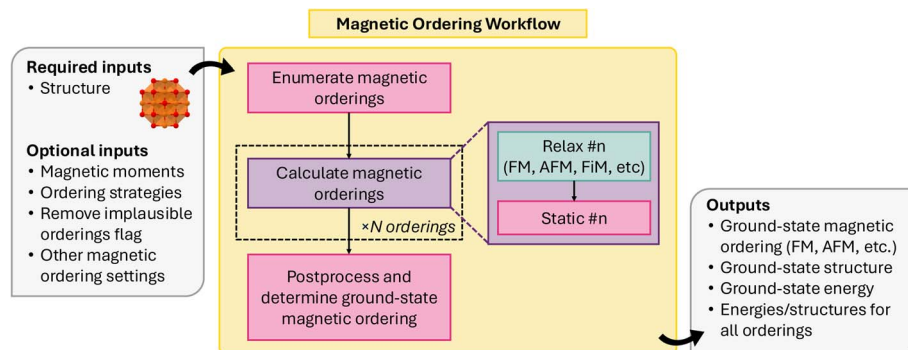 Magnetic Ordering Workflow
Required inputs
• Structure
Optional inputs
• Magnetic moments
• Ordering strategies
• Remove implausible
orderings flag
• Other magnetic
ordering settings
Enumerate magnetic
orderings
Calculate magnetic
orderings
×N orderings
Postprocess and
determine ground-state
magnetic ordering
Relax #n
(FM, AFM, FiM, etc)
Static #n
Outputs
• Ground-state magnetic
ordering (FM, AFM, etc.)
• Ground-state structure
• Ground-state energy
• Energies/structures for
all orderings